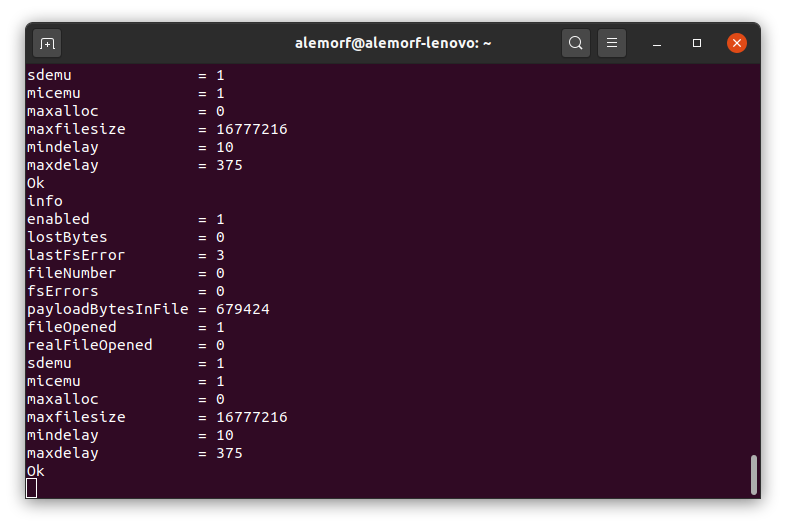 alemorf@alemorf-lenovo: ~
sdemu              = 1
micemu             = 1
maxalloc           = 0
maxfilesize        = 16777216
mindelay           = 10
maxdelay           = 375
Ok
info
enabled            = 1
lostBytes          = 0
lastFsError        = 3
fileNumber         = 0
fsErrors           = 0
payloadBytesInFile = 679424
fileOpened         = 1
realFileOpened     = 0
sdemu              = 1
micemu             = 1
maxalloc           = 0
maxfilesize        = 16777216
mindelay           = 10
maxdelay           = 375
Ok